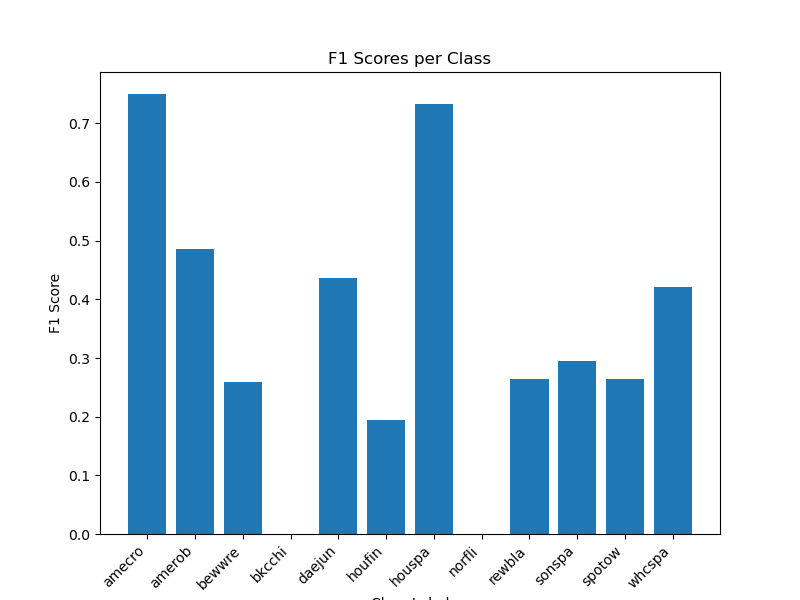 F1 Scores per Class
F1 Score
0.7
0.6
0.5
0.4
0.3
0.2
0.1
0.0
amecro
amerob
bewwre
bkcchi
daejun
houfin
houspa
norfli
rewbla
sonspa
spotow
whcspa